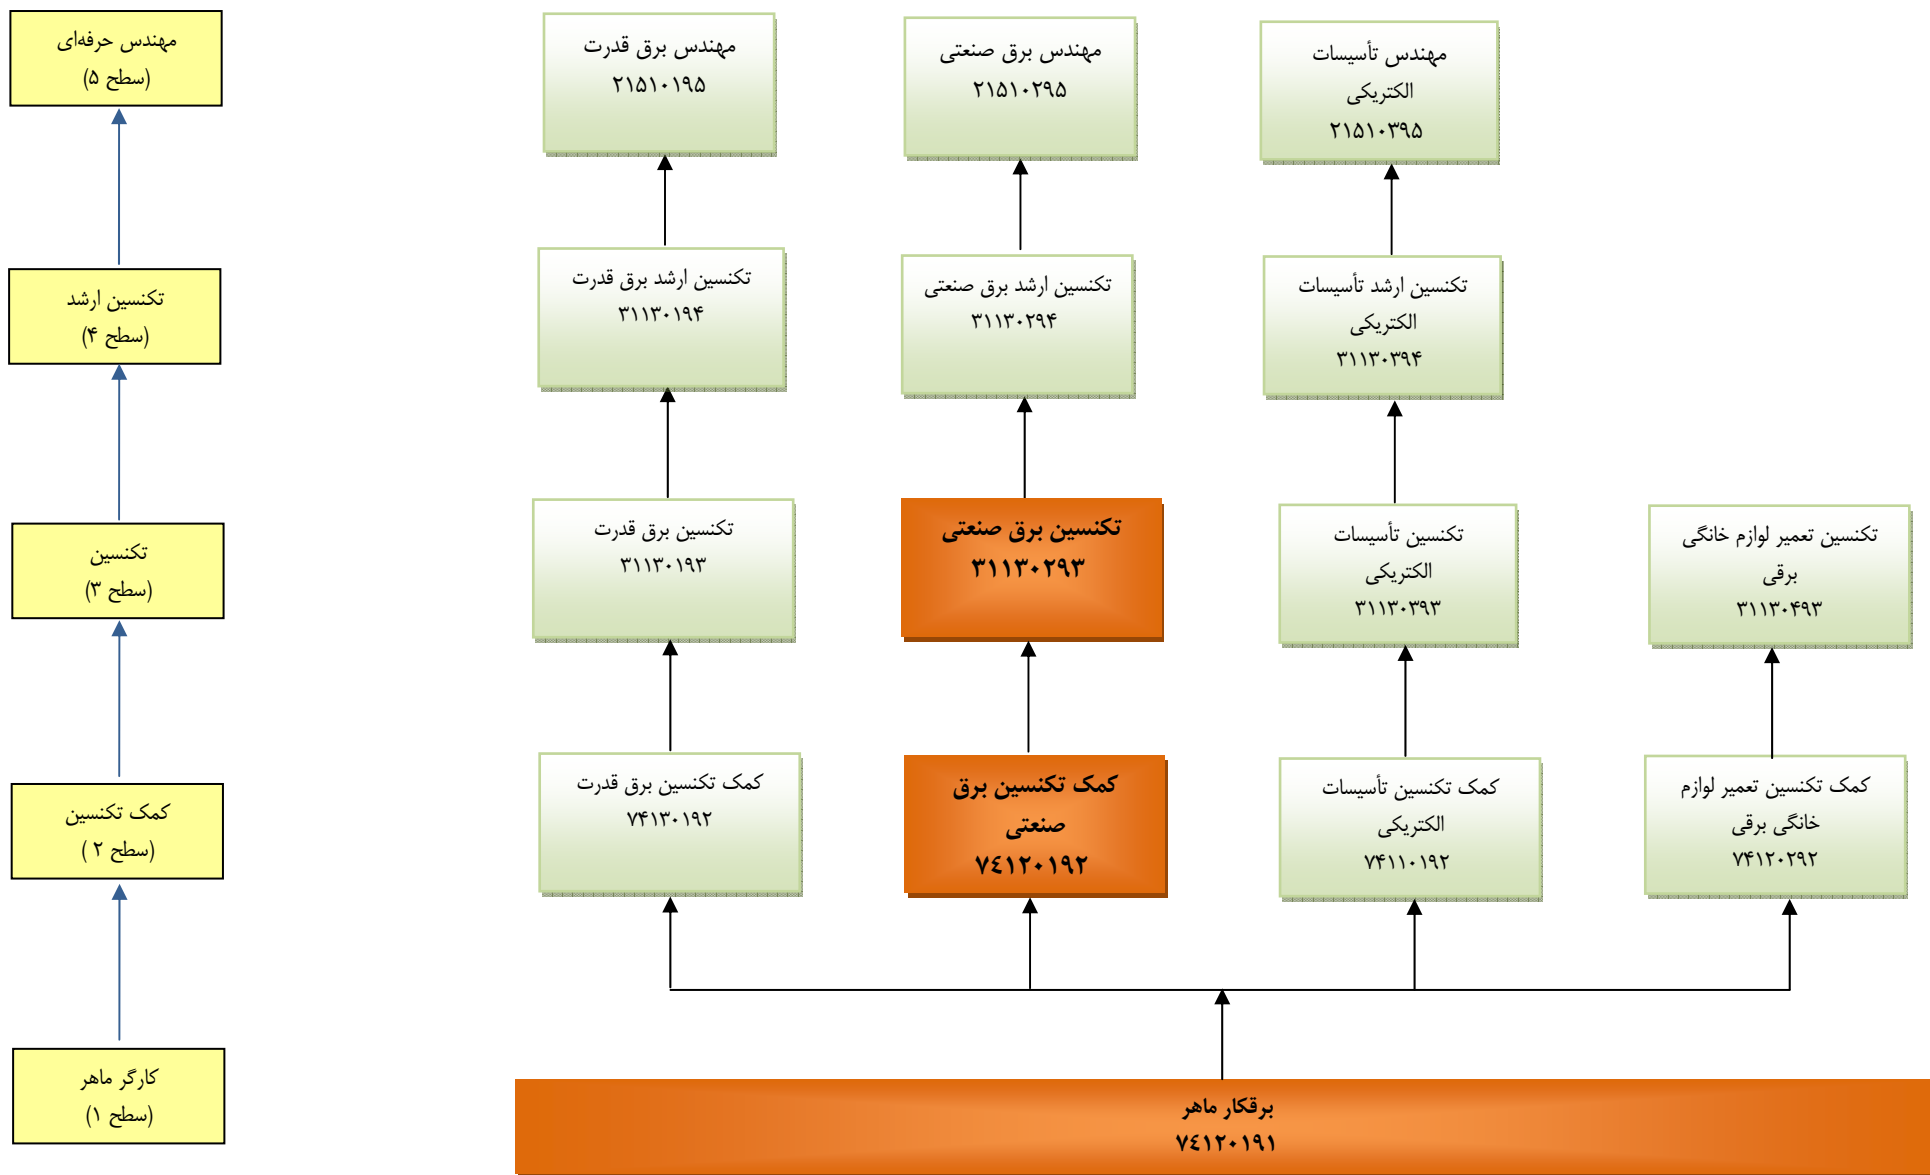 مهندس حرفه‌ای
(سطح ۵)
مهندس برق قدرت
۲۱۵۱۰۱۹۵
مهندس برق صنعتی
۲۱۵۱۰۲۹۵
مهندس تأسیسات
الکتریکی
۲۱۵۱۰۳۹۵
تکنسین ارشد
(سطح ۴)
تکنسین ارشد برق قدرت
۳۱۱۳۰۱۹۴
تکنسین ارشد برق صنعتی
۳۱۱۳۰۲۹۴
تکنسین ارشد تأسیسات
الکتریکی
۳۱۱۳۰۳۹۴
تکنسین
(سطح ۳)
تکنسین برق قدرت
۳۱۱۳۰۱۹۳
تکنسین برق صنعتی
۳۱۱۳۰۲۹۳
تکنسین تأسیسات
الکتریکی
۳۱۱۳۰۳۹۳
تکنسین تعمیر لوازم خانگی
برقی
۳۱۱۳۰۴۹۳
کمک تکنسین
(سطح ۲ )
کمک تکنسین برق قدرت
۷۴۱۳۰۱۹۲
کمک تکنسین برق
صنعتی
۷٤۱۲۰۱۹۲
کمک تکنسین تأسیسات
الکتریکی
۷۴۱۱۰۱۹۲
کمک تکنسین تعمیر لوازم
خانگی برقی
۷۴۱۲۰۲۹۲
کارگر ماهر
(سطح ۱)
برقکار ماهر
۷٤۱۲۰۱۹۱